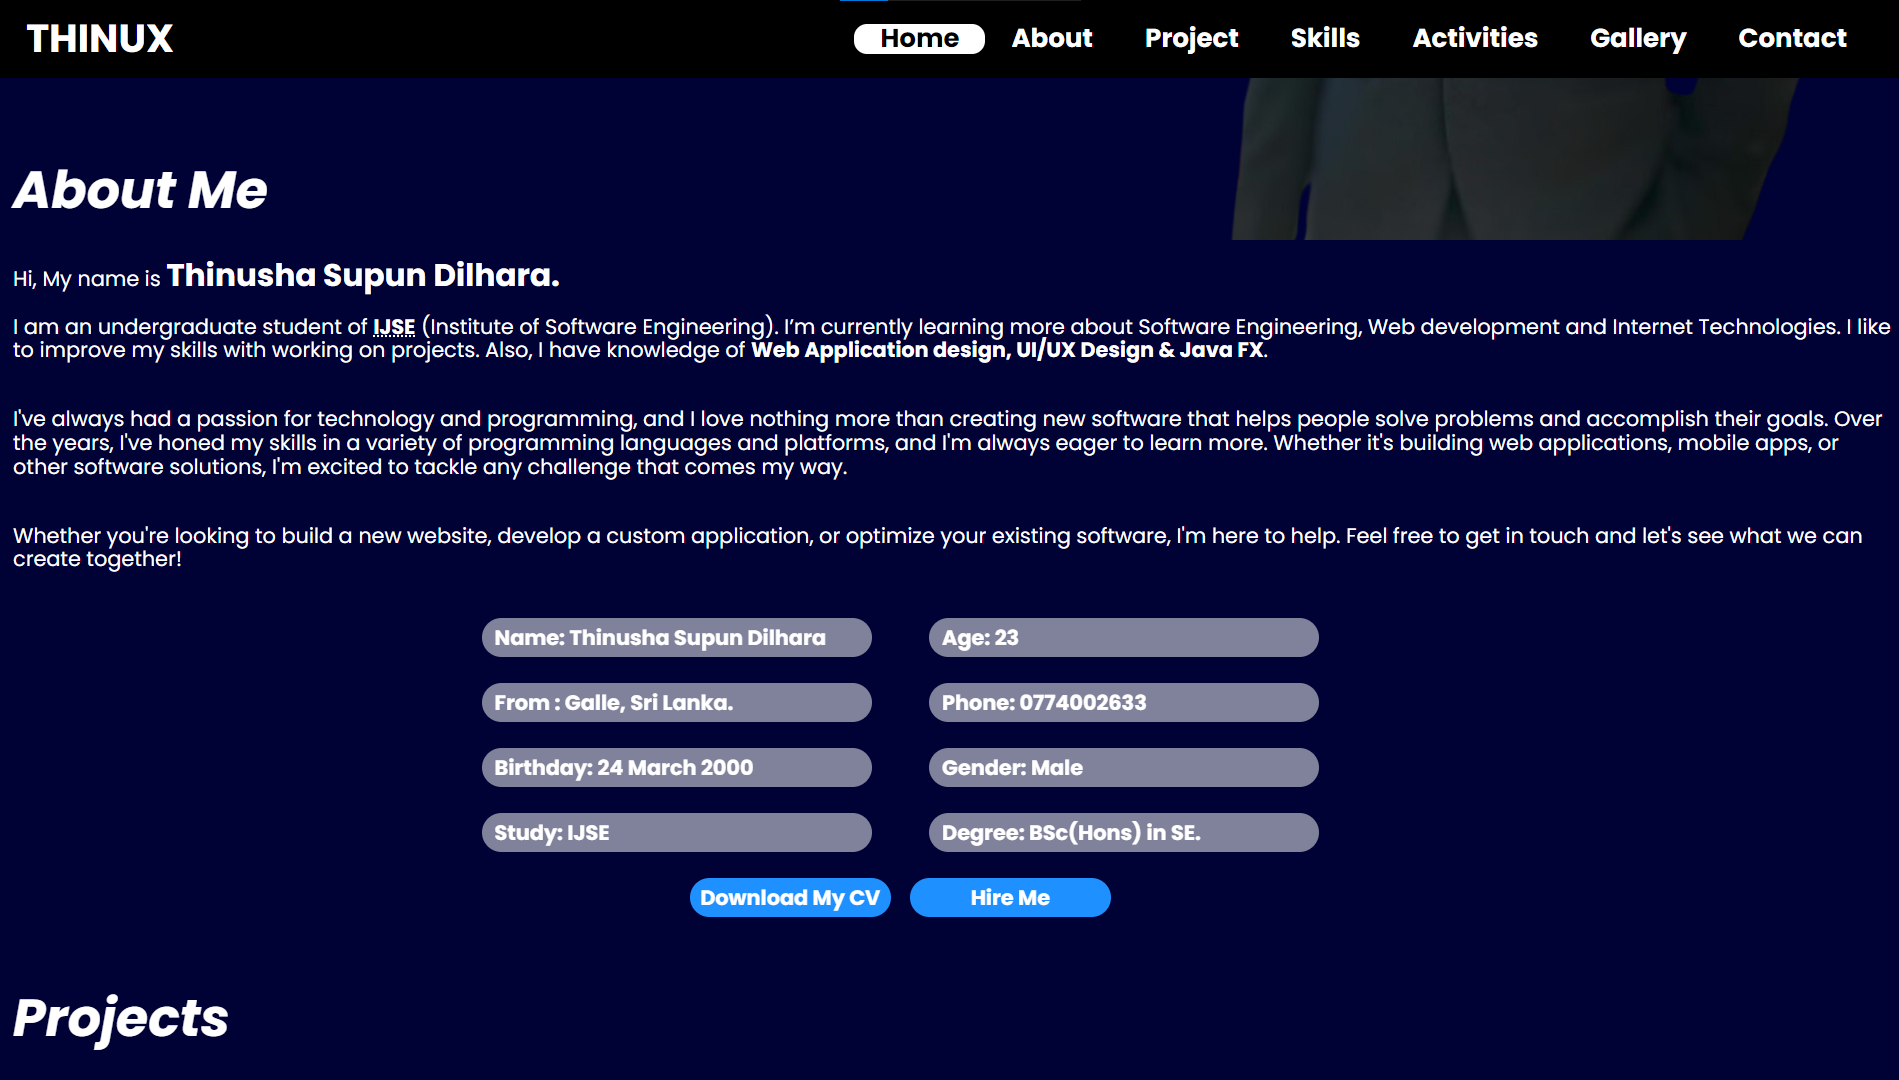 THINUX
Home About Project Skills Activities Gallery Contact
About Me
Hi, My name is Thinusha Supun Dilhara.
I am an undergraduate student of IJSE (Institute of Software Engineering). I’m currently learning more about Software Engineering, Web development and Internet Technologies. I like
to improve my skills with working on projects. Also, I have knowledge of Web Application design, UI/UX Design & Java FX.
I've always had a passion for technology and programming, and I love nothing more than creating new software that helps people solve problems and accomplish their goals. Over
the years, I've honed my skills in a variety of programming languages and platforms, and I'm always eager to learn more. Whether it's building web applications, mobile apps, or
other software solutions, I'm excited to tackle any challenge that comes my way.
Whether you're looking to build a new website, develop a custom application, or optimize your existing software, I'm here to help. Feel free to get in touch and let's see what we can
create together!
Name: Thinusha Supun Dilhara
Age: 23
From : Galle, Sri Lanka.
Phone: 0774002633
Birthday: 24 March 2000
Gender: Male
Study: IJSE
Degree: BSc(Hons) in SE.
Download My CV
Hire Me
Projects